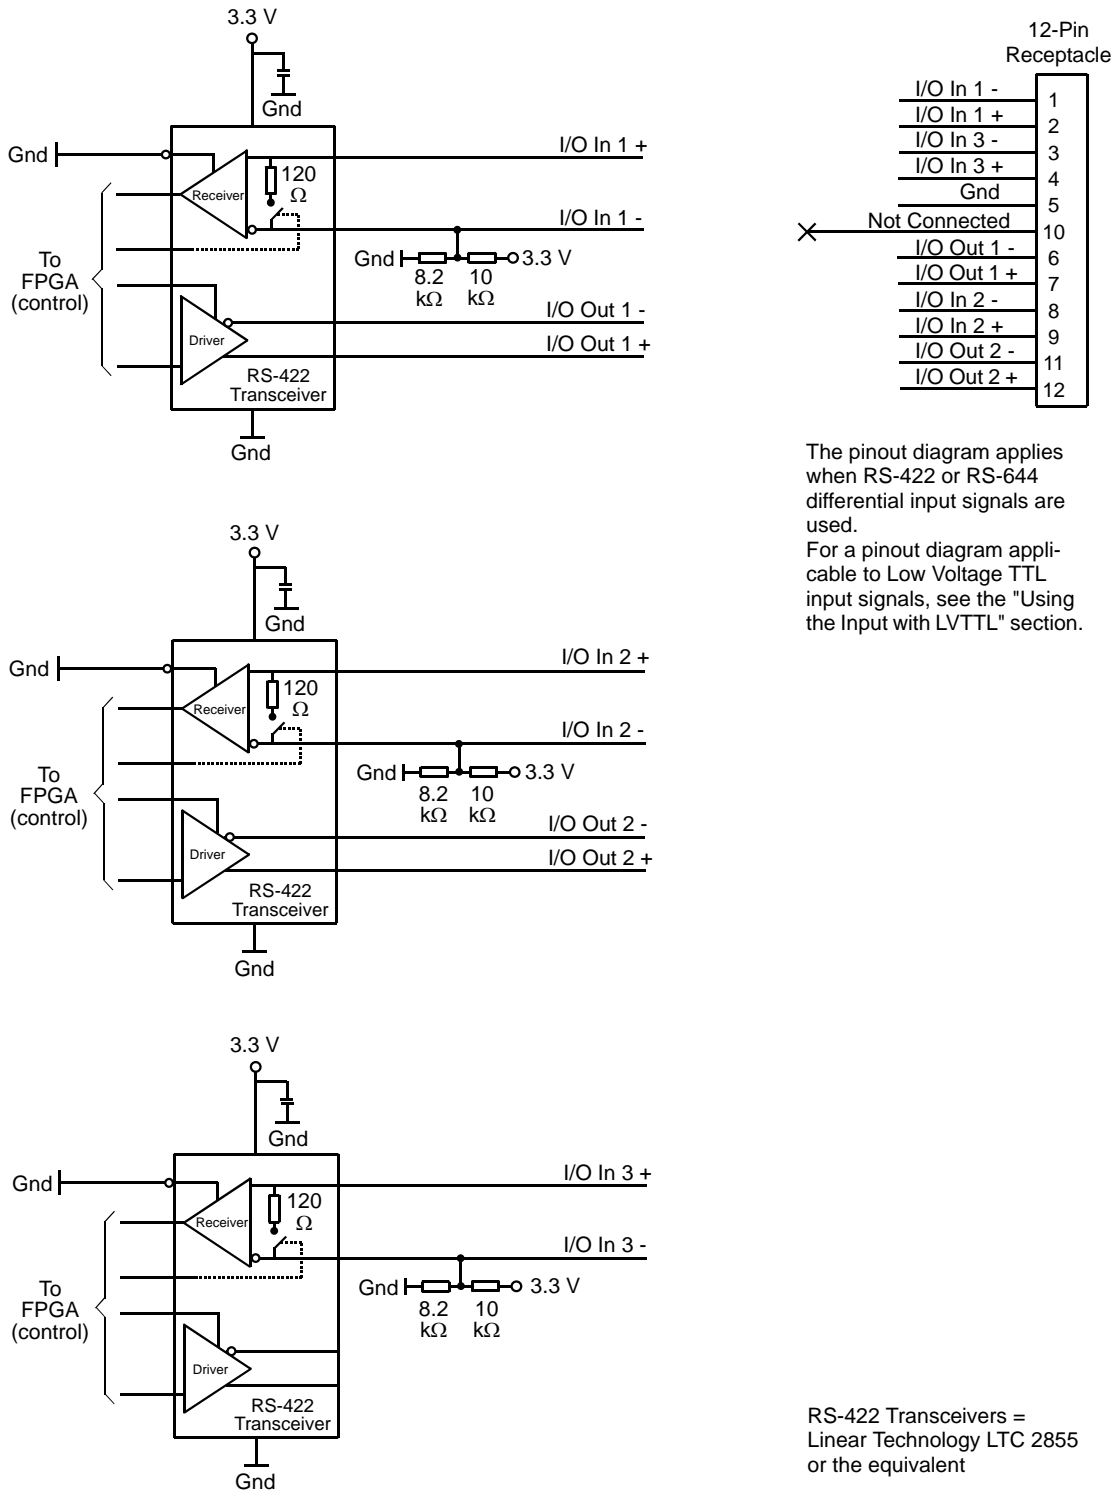 3.3 V
Gnd
Gnd
I/O In 1 +
120
Ω
Receiver
I/O In 1 -
Gnd
3.3 V
8.2
kΩ
10
kΩ
To
FPGA
(control)
I/O Out 1 -
I/O Out 1 +
Driver
RS-422
Transceiver
Gnd
12-Pin
Receptacle
I/O In 1 -
1
I/O In 1 +
2
I/O In 3 -
3
I/O In 3 +
4
Gnd
5
Not Connected
10
I/O Out 1 -
6
I/O Out 1 +
7
I/O In 2 -
8
I/O In 2 +
9
I/O Out 2 -
11
I/O Out 2 +
12
The pinout diagram applies
when RS-422 or RS-644
differential input signals are
used.
For a pinout diagram appli-
cable to Low Voltage TTL
input signals, see the "Using
the Input with LVTTL" section.
3.3 V
Gnd
Gnd
I/O In 2 +
120
Ω
Receiver
I/O In 2 -
Gnd
3.3 V
8.2
kΩ
10
kΩ
To
FPGA
(control)
I/O Out 2 -
I/O Out 2 +
Driver
RS-422
Transceiver
Gnd
3.3 V
Gnd
Gnd
I/O In 3 +
120
Ω
Receiver
I/O In 3 -
Gnd
3.3 V
8.2
kΩ
10
kΩ
To
FPGA
(control)
Driver
RS-422
Transceiver
Gnd
RS-422 Transceivers =
Linear Technology LTC 2855
or the equivalent